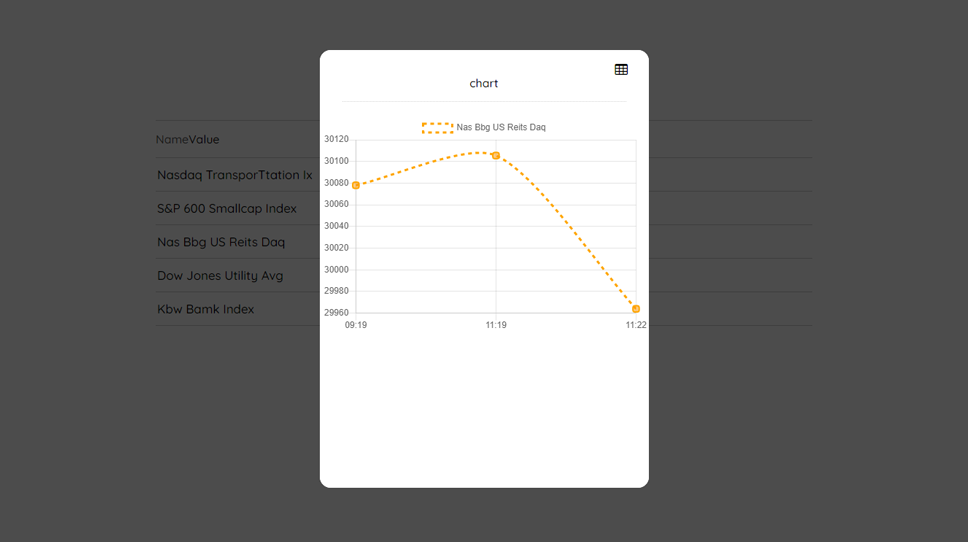 chart
Nas Bbg US Reits Daq
30120
30100
30080
30060
30040
30020
30000
29980
29960
09:19 11:19 11:22
NameValue
Nasdaq TransporTtation Ix
S&P 600 Smallcap Index
Nas Bbg US Reits Daq
Dow Jones Utility Avg
Kbw Bamk Index